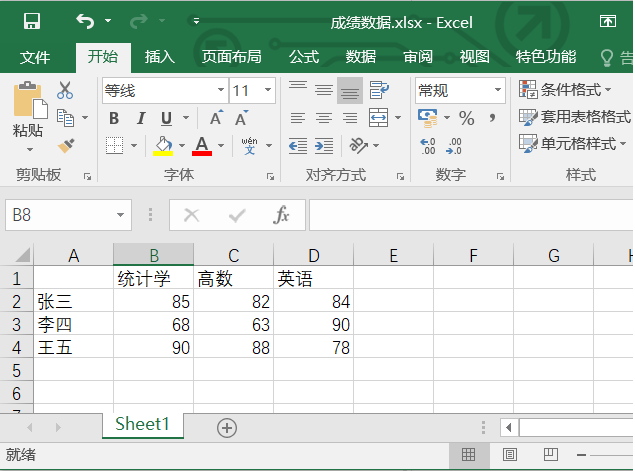 成绩数据.xlsx - Excel
文件 开始 插入 页面布局 公式 数据 审阅 视图 特色功能 告
粘贴 等线 11 常规 条件格式
B I U A A % , 套用表格格式
A wén 文 .00 .00 单元格样式
剪贴板 字体 对齐方式 数字 样式
B8 fx
A B C D E F G H
1 统计学 高数 英语
2 张三 85 82 84
3 李四 68 63 90
4 王五 90 88 78
5
6
7
Sheet1
就绪